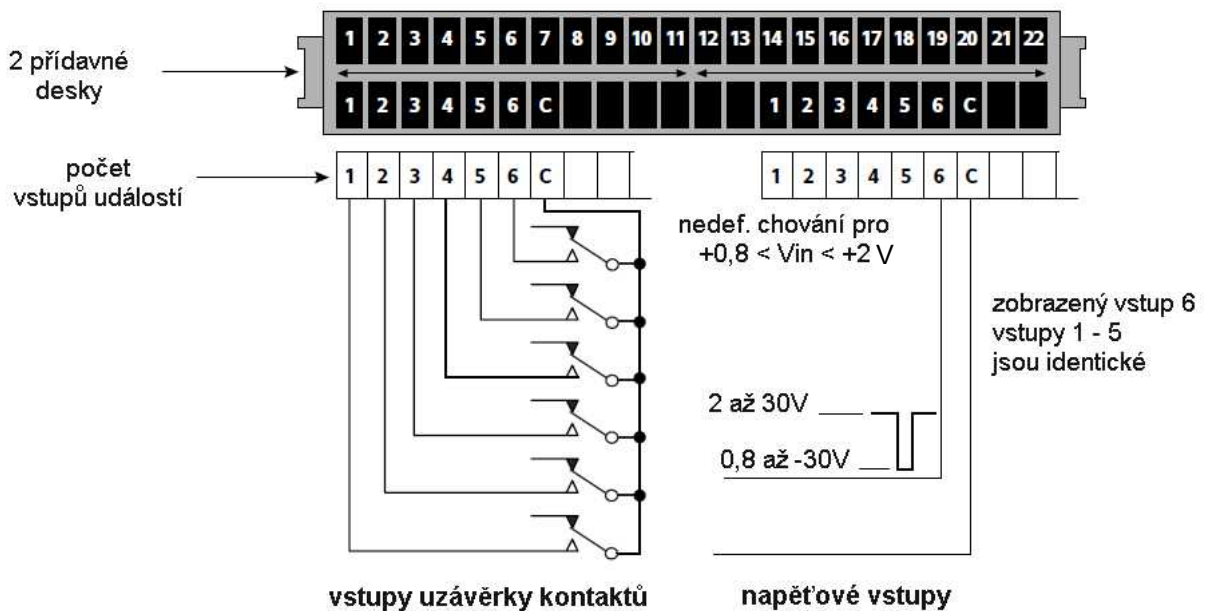 1 2 3 4 5 6 7 8 9 10 11 12 13 14 15 16 17 18 19 20 21 22
2 přídavné
desky
1 2 3 4 5 6 C 1 2 3 4 5 6 C
počet
vstupů událostí
1 2 3 4 5 6 C 1 2 3 4 5 6 C
nedef. chování pro
+0,8 < Vin < +2 V
zobrazený vstup 6
vstupy 1 - 5
jsou identické
2 až 30V
0,8 až -30V
vstupy uzávěrky kontaktů
napěťové vstupy